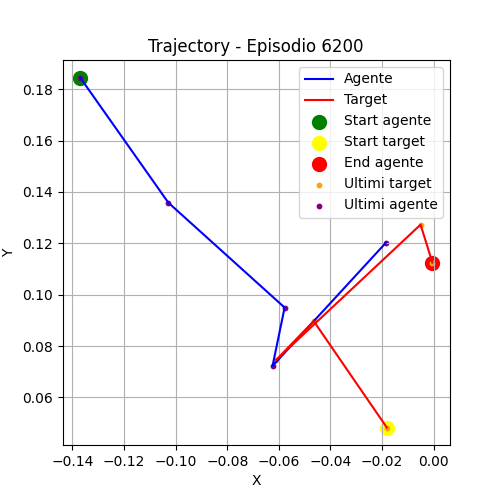 Trajectory - Episodio 6200
Agente
Target
Start agente
Start target
End agente
Ultimi target
Ultimi agente
Y
0.18
0.16
0.14
0.12
0.10
0.08
0.06
−0.14 −0.12 −0.10 −0.08 −0.06 −0.04 −0.02 0.00
X